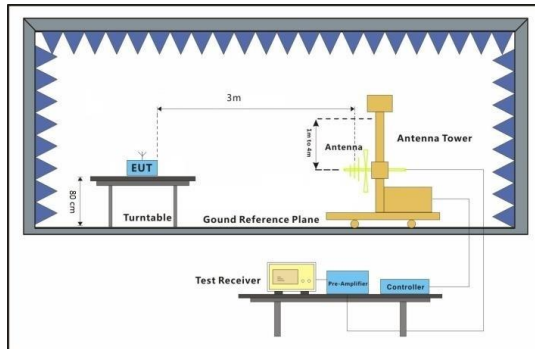 3m
1m to 4m
Antenna
Antenna Tower
EUT
80 cm
Turntable
Gound Reference Plane
Test Receiver
Pre-Amplifier
Controller